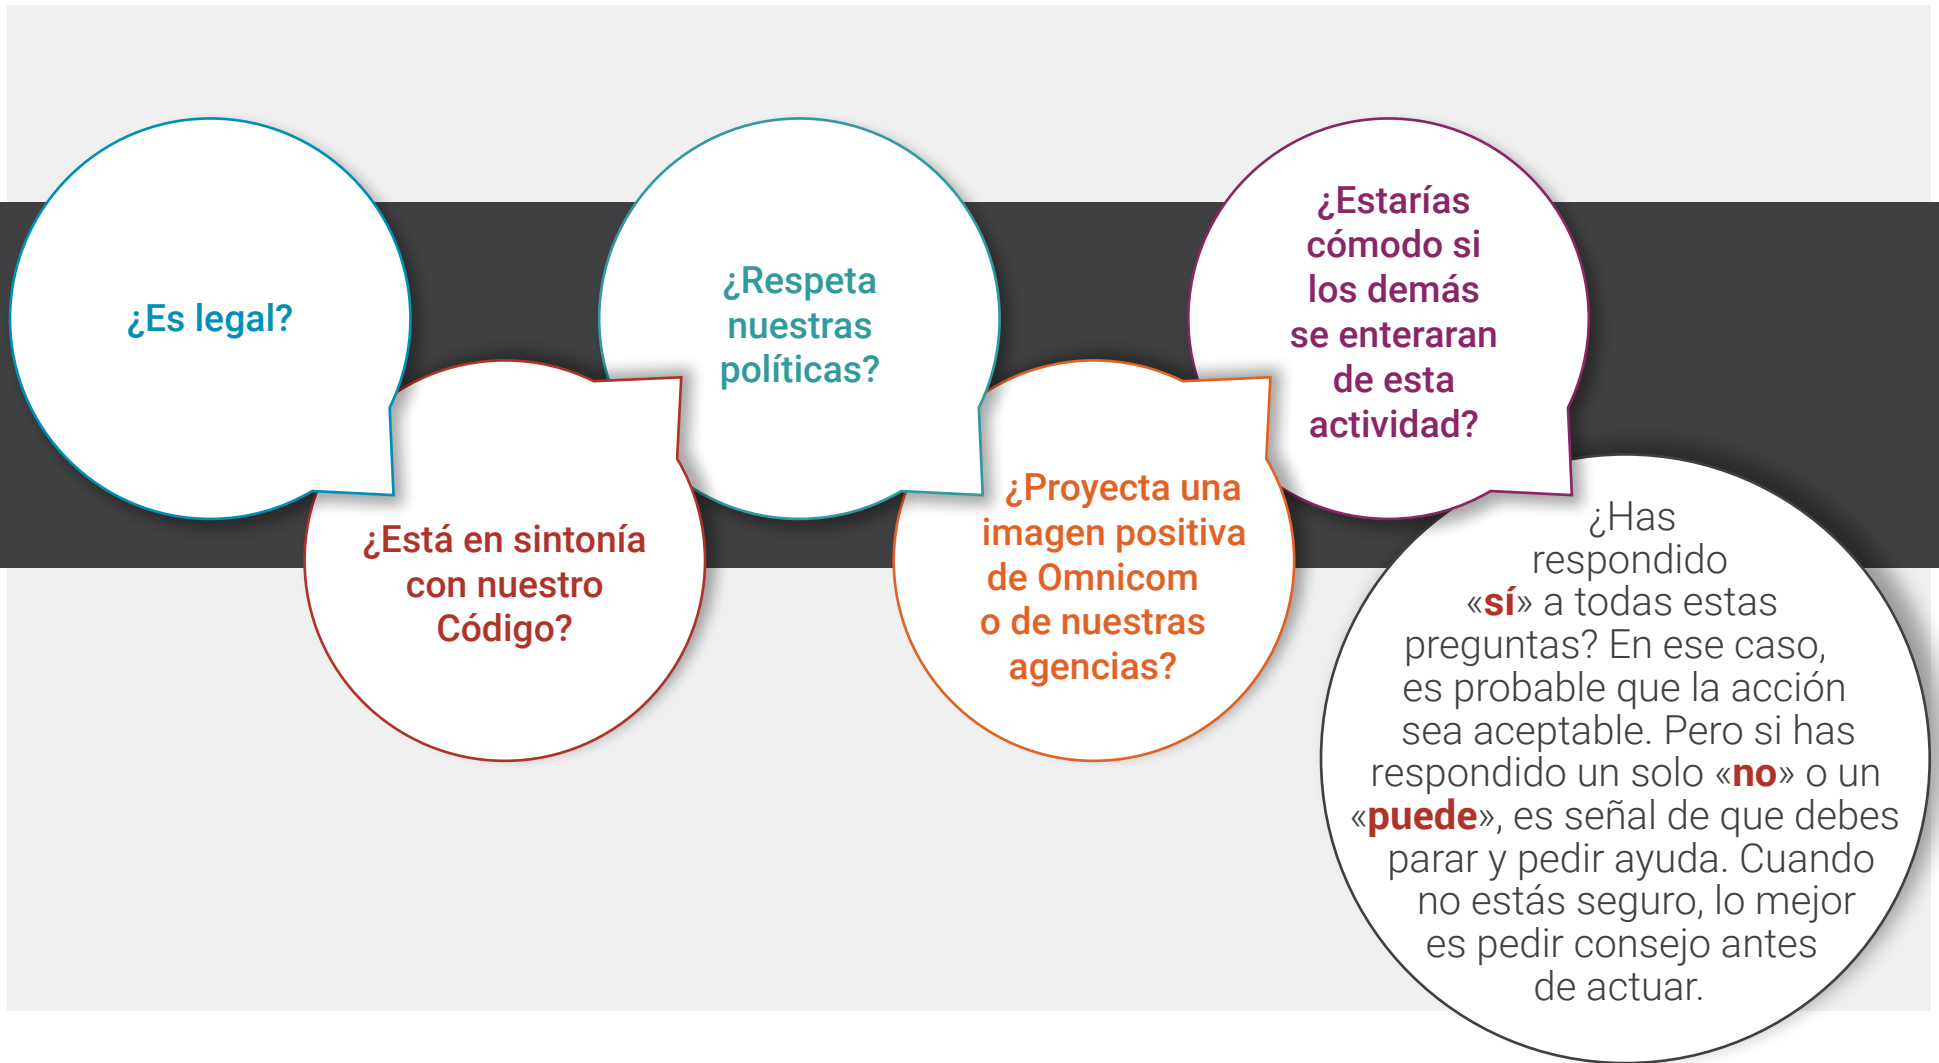 ¿Es legal?
¿Está en sintonía
con nuestro
Código?
¿Respeta
nuestras
políticas?
¿Proyecta una
imagen positiva
de Omnicom
o de nuestras
agencias?
¿Estarías
cómodo si
los demás
se enteraran
de esta
actividad?
¿Has
respondido
«sí» a todas estas
preguntas? En ese caso,
es probable que la acción
sea aceptable. Pero si has
respondido un solo «no» o un
«puede», es señal de que debes
parar y pedir ayuda. Cuando
no estás seguro, lo mejor
es pedir consejo antes
de actuar.